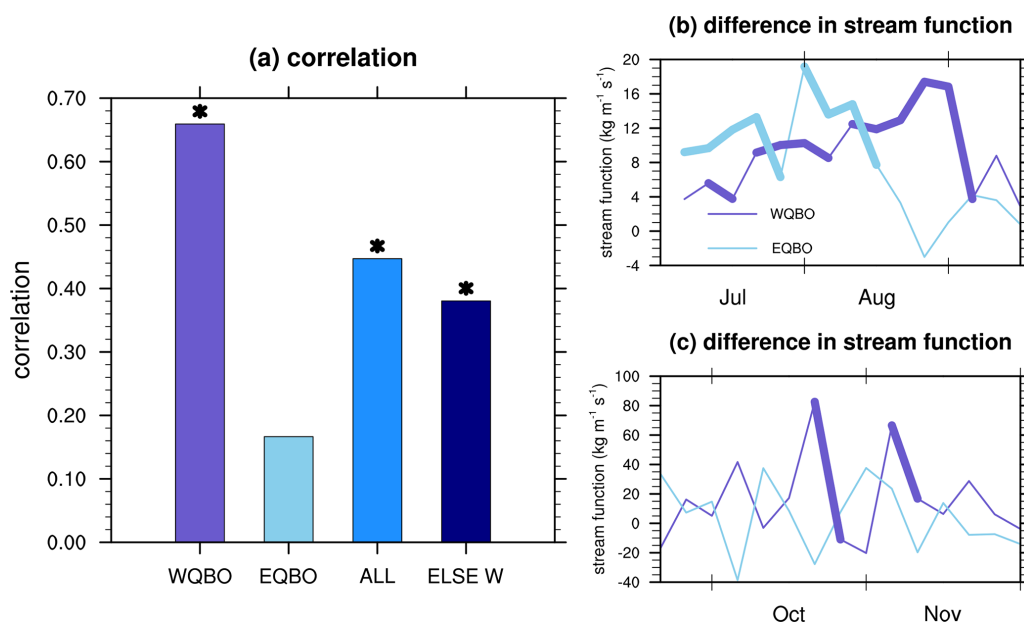 (a) correlation
correlation
0.70
0.60
0.50
0.40
0.30
0.20
0.10
0.00
WQBO EQBO ALL ELSE W
(b) difference in stream function
stream function (kg m⁻¹ s⁻¹)
20
16
12
8
4
0
-4
WQBO
EQBO
Jul Aug
(c) difference in stream function
stream function (kg m⁻¹ s⁻¹)
100
80
60
40
20
0
-20
-40
Oct Nov